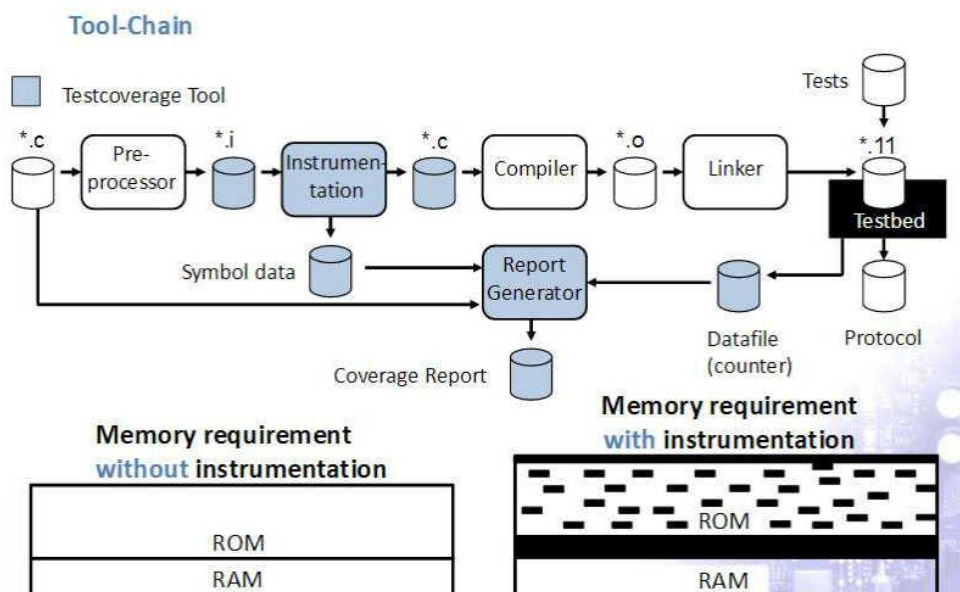 Tool-Chain
Testcoverage Tool
Tests
*.c
Pre-
processor
*.i
Instrumen-
tation
*.c
Compiler
*.o
Linker
*.11
Testbed
Symbol data
Report
Generator
Datafile
(counter)
Protocol
Coverage Report
Memory requirement
without instrumentation
ROM
RAM
Memory requirement
with instrumentation
ROM
RAM